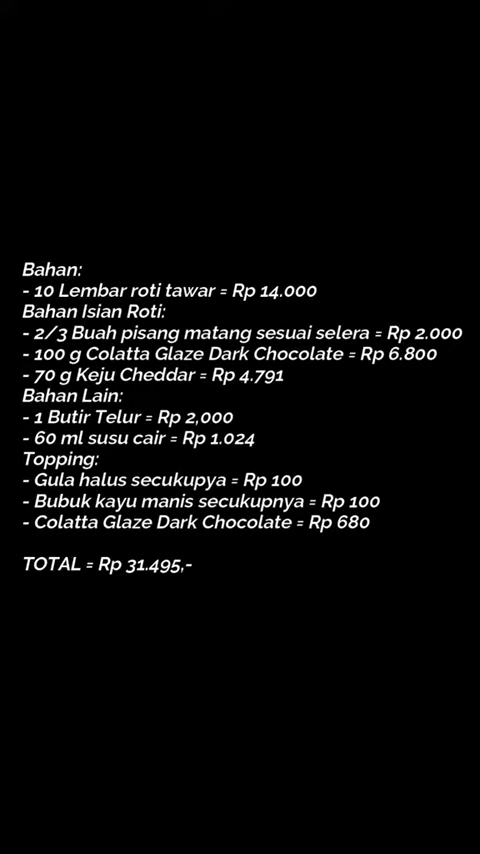 Bahan:
- 10 Lembar roti tawar = Rp 14.000
Bahan Isian Roti:
- 2/3 Buah pisang matang sesuai selera = Rp 2.000
- 100 g Colatta Glaze Dark Chocolate = Rp 6.800
- 70 g Keju Cheddar = Rp 4.791
Bahan Lain:
- 1 Butir Telur = Rp 2,000
- 60 ml susu cair = Rp 1.024
Topping:
- Gula halus secukupya = Rp 100
- Bubuk kayu manis secukupnya = Rp 100
- Colatta Glaze Dark Chocolate = Rp 680
TOTAL = Rp 31.495,-